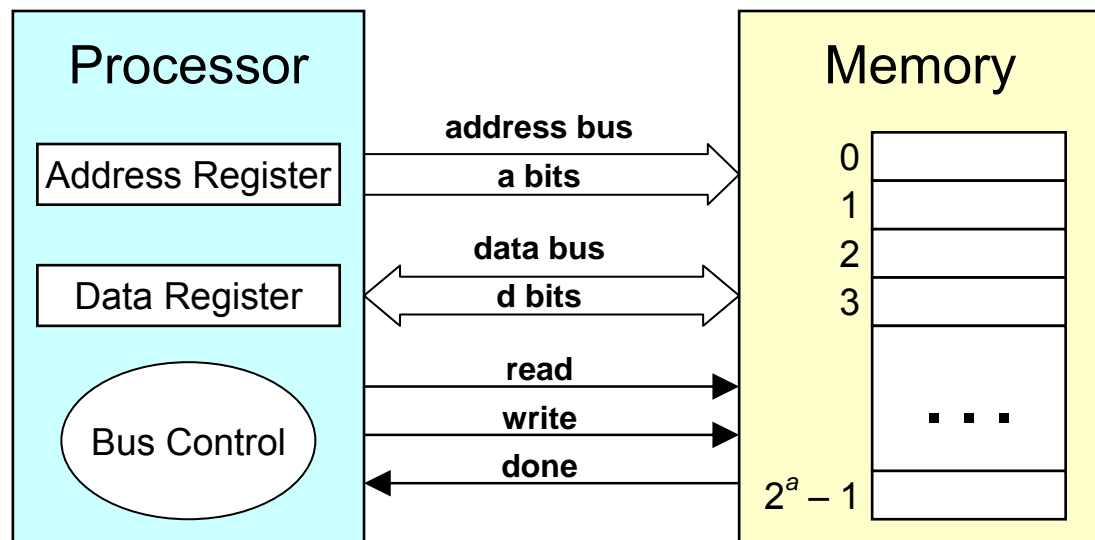 Processor
Address Register
Data Register
Bus Control
address bus
a bits
data bus
d bits
read
write
done
Memory
0
1
2
3
. . .
2ᵃ – 1